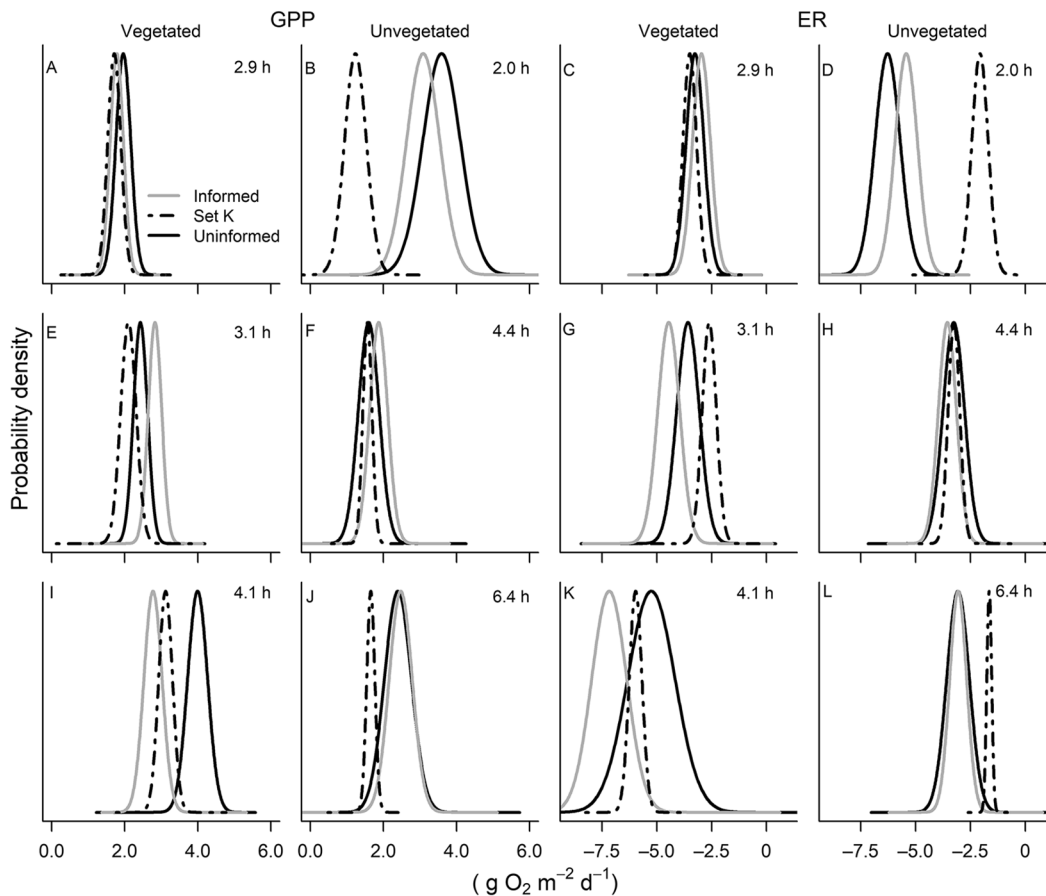 GPP ER
Vegetated Unvegetated Vegetated Unvegetated
A 2.9 h B 2.0 h C 2.9 h D 2.0 h
Informed
Set K
Uninformed
E 3.1 h F 4.4 h G 3.1 h H 4.4 h
Probability density
I 4.1 h J 6.4 h K 4.1 h L 6.4 h
0.0 2.0 4.0 6.0 0.0 2.0 4.0 6.0 −7.5 −5.0 −2.5 0 −7.5 −5.0 −2.5 0
( g O₂ m⁻² d⁻¹)